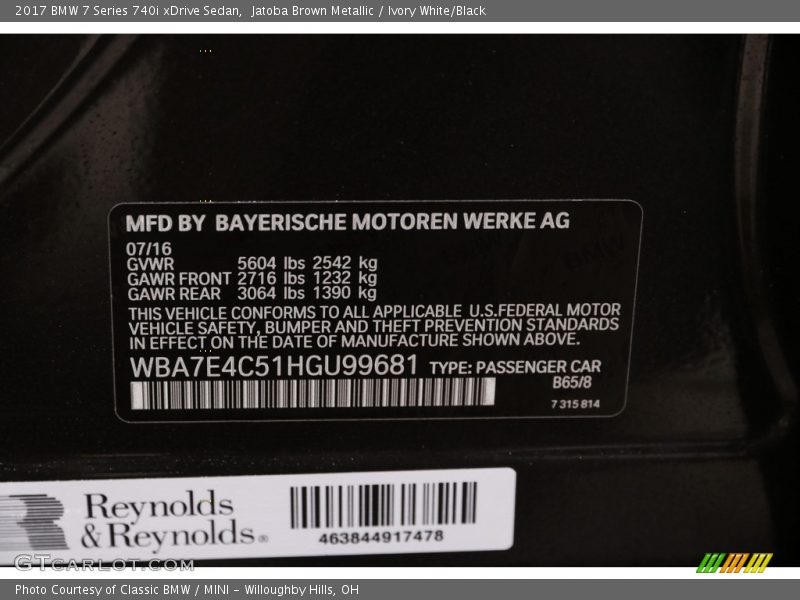 2017 BMW 7 Series 740i xDrive Sedan,  Jatoba Brown Metallic / Ivory White/Black
MFD BY BAYERISCHE MOTOREN WERKE AG
07/16
GVWR 5604 lbs 2542 kg
GAWR FRONT 2716 lbs 1232 kg
GAWR REAR 3064 lbs 1390 kg
THIS VEHICLE CONFORMS TO ALL APPLICABLE U.S.FEDERAL MOTOR
VEHICLE SAFETY, BUMPER AND THEFT PREVENTION STANDARDS
IN EFFECT ON THE DATE OF MANUFACTURE SHOWN ABOVE.
WBA7E4C51HGU99681 TYPE: PASSENGER CAR
B65/8
7 315 814
Reynolds
&Reynolds®
463844917478
GTCARLOT.COM
Photo Courtesy of Classic BMW / MINI - Willoughby Hills, OH